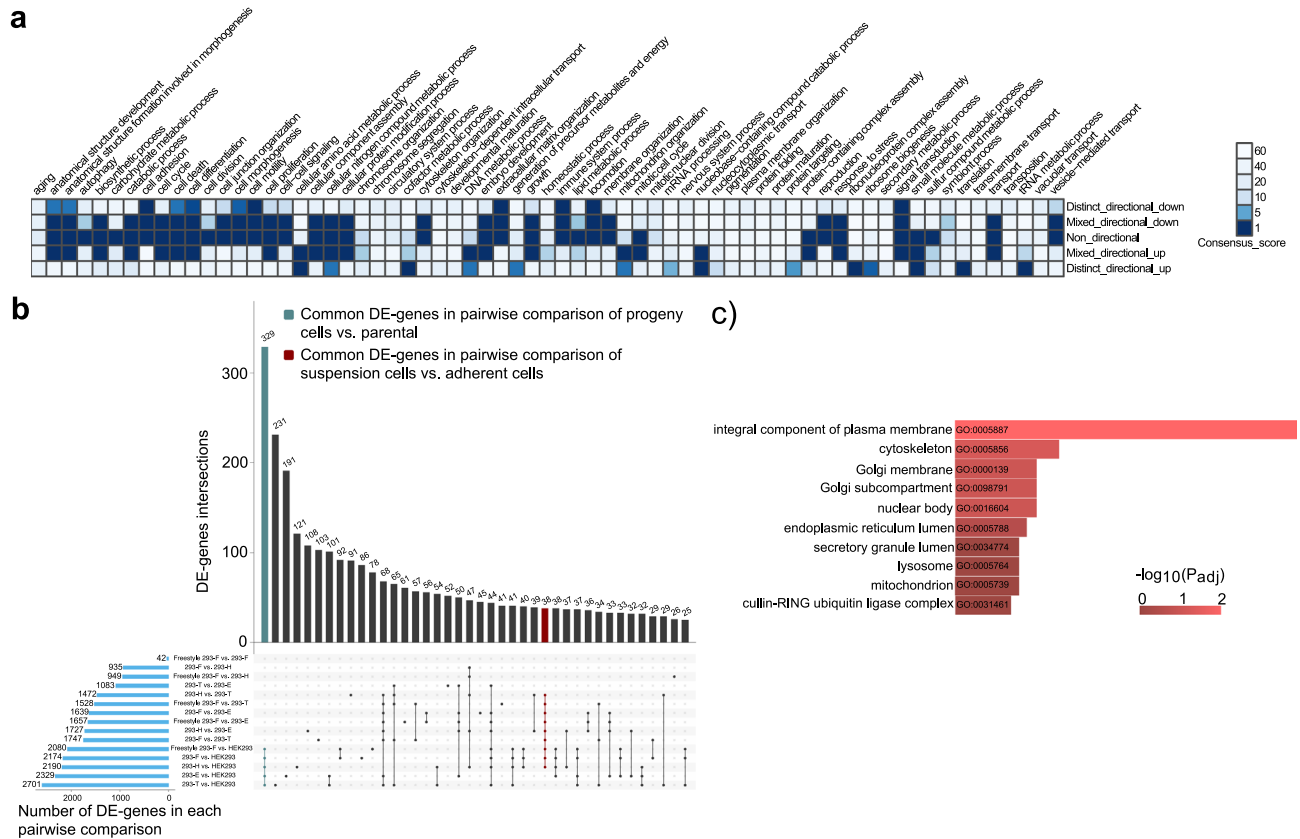 a
aging
anatomical structure development
anatomical structure formation involved in morphogenesis
autophagy
biosynthetic process
carbohydrate metabolic process
catabolic process
cell adhesion
cell cycle
cell death
cell differentiation
cell division
cell junction organization
cell morphogenesis
cell motility
cell proliferation
cell-cell signaling
cellular amino acid metabolic process
cellular component assembly
cellular nitrogen compound metabolic process
cellular protein modification process
chromosome organization
chromosome segregation
circulatory system process
cofactor metabolic process
cytoskeleton organization
cytoskeleton-dependent intracellular transport
developmental maturation
DNA metabolic process
embryo development
extracellular matrix organization
generation of precursor metabolites and energy
growth
homeostatic process
immune system process
lipid metabolic process
locomotion
membrane organization
mitochondrion organization
mitotic cell cycle
mitotic nuclear division
mRNA processing
nervous system process
nucleobase-containing compound catabolic process
nucleocytoplasmic transport
pigmentation
plasma membrane organization
protein folding
protein maturation
protein targeting
protein-containing complex assembly
reproduction
response to stress
ribonucleoprotein complex assembly
ribosome biogenesis
secondary metabolic process
signal transduction
small molecule metabolic process
sulfur compound metabolic process
symbiotic process
translation
transmembrane transport
transport
transposition
tRNA metabolic process
vacuolar transport
vesicle-mediated transport
Distinct_directional_down
Mixed_directional_down
Non_directional
Mixed_directional_up
Distinct_directional_up
60
40
20
10
5
1
Consensus_score
b
Common DE-genes in pairwise comparison of progeny
cells vs. parental
Common DE-genes in pairwise comparison of
suspension cells vs. adherent cells
DE-genes intersections
300
200
100
0
329
231
191
121
108
103
101
92
91
86
78
68
65
61
57
56
54
52
50
47
46
44
41
41
40
39
38
38
37
37
36
34
33
33
32
32
29
29
26
25
42 Freestyle 293-F vs. 293-F
935 293-F vs. 293-H
949 Freestyle 293-F vs. 293-H
1083 293-T vs. 293-E
1472 293-H vs. 293-T
1528 Freestyle 293-F vs. 293-T
1639 293-F vs. 293-E
1657 Freestyle 293-F vs. 293-E
1727 293-H vs. 293-E
1747 293-F vs. 293-T
2080 Freestyle 293-F vs. HEK293
2174 293-F vs. HEK293
2190 293-H vs. HEK293
2329 293-E vs. HEK293
2701 293-T vs. HEK293
2000 1000 0
Number of DE-genes in each
pairwise comparison
c)
integral component of plasma membrane GO:0005887
cytoskeleton GO:0005856
Golgi membrane GO:0000139
Golgi subcompartment GO:0098791
nuclear body GO:0016604
endoplasmic reticulum lumen GO:0005788
secretory granule lumen GO:0034774
lysosome GO:0005764
mitochondrion GO:0005739
cullin-RING ubiquitin ligase complex GO:0031461
-log10(Padj)
0 1 2